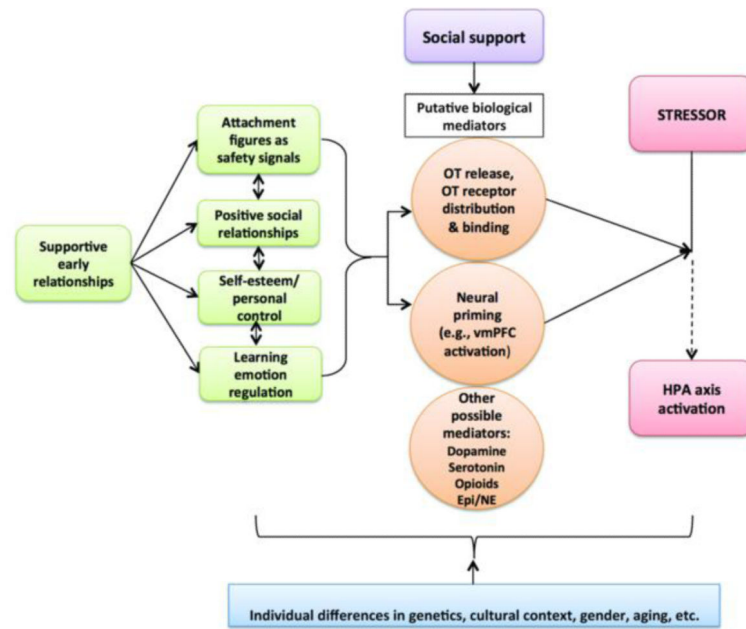 Social support
Putative biological
mediators
STRESSOR
Attachment
figures as
safety signals
Positive social
relationships
Supportive
early
relationships
Self-esteem/
personal
control
Learning
emotion
regulation
OT release,
OT receptor
distribution
& binding
Neural
priming
(e.g., vmPFC
activation)
Other
possible
mediators:
Dopamine
Serotonin
Opioids
Epi/NE
HPA axis
activation
Individual differences in genetics, cultural context, gender, aging, etc.